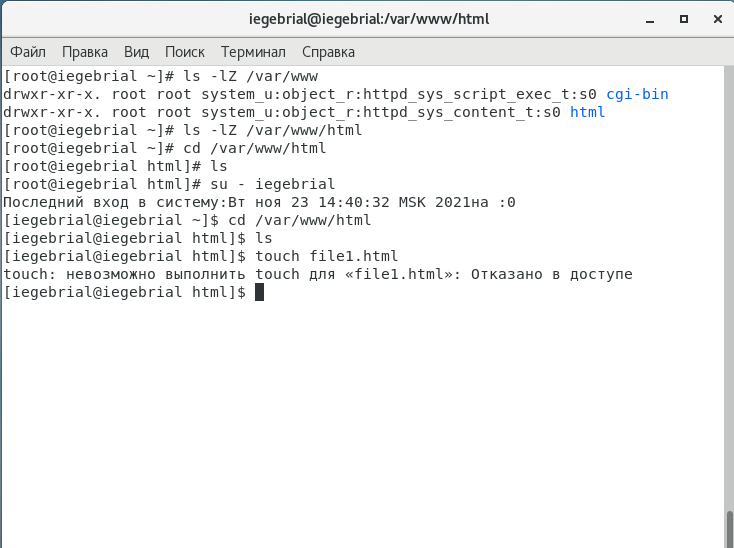 iegebrial@iegebrial:/var/www/html
Файл Правка Вид Поиск Терминал Справка
[root@iegebrial ~]# ls -lZ /var/www
drwxr-xr-x. root root system_u:object_r:httpd_sys_script_exec_t:s0 cgi-bin
drwxr-xr-x. root root system_u:object_r:httpd_sys_content_t:s0 html
[root@iegebrial ~]# ls -lZ /var/www/html
[root@iegebrial ~]# cd /var/www/html
[root@iegebrial html]# ls
[root@iegebrial html]# su - iegebrial
Последний вход в систему:Вт ноя 23 14:40:32 MSK 2021на :0
[iegebrial@iegebrial ~]$ cd /var/www/html
[iegebrial@iegebrial html]$ ls
[iegebrial@iegebrial html]$ touch file1.html
touch: невозможно выполнить touch для «file1.html»: Отказано в доступе
[iegebrial@iegebrial html]$